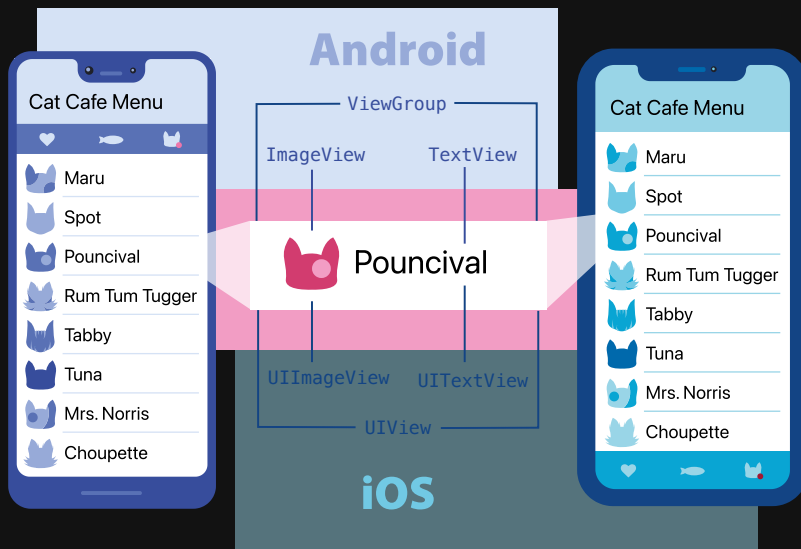 Android
Cat Cafe Menu
Maru
Spot
Pouncival
Rum Tum Tugger
Tabby
Tuna
Mrs. Norris
Choupette
ViewGroup
ImageView
TextView
Pouncival
UIImageView
UITextView
UIView
iOS
Cat Cafe Menu
Maru
Spot
Pouncival
Rum Tum Tugger
Tabby
Tuna
Mrs. Norris
Choupette